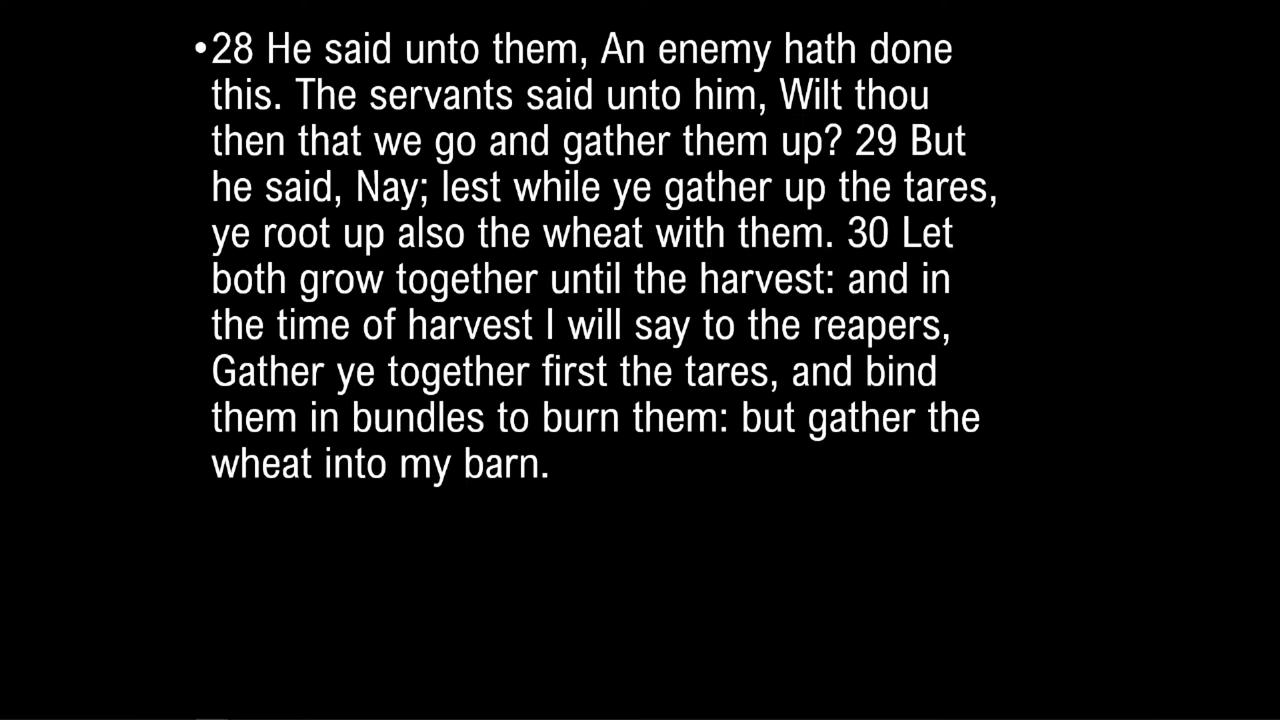 •28 He said unto them, An enemy hath done
this. The servants said unto him, Wilt thou
then that we go and gather them up? 29 But
he said, Nay; lest while ye gather up the tares,
ye root up also the wheat with them. 30 Let
both grow together until the harvest: and in
the time of harvest I will say to the reapers,
Gather ye together first the tares, and bind
them in bundles to burn them: but gather the
wheat into my barn.